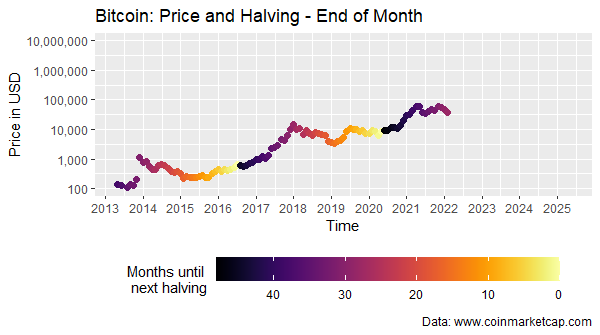 Bitcoin: Price and Halving - End of Month
10,000,000
1,000,000
100,000
10,000
1,000
100
Price in USD
2013 2014 2015 2016 2017 2018 2019 2020 2021 2022 2023 2024 2025
Time
Months until
next halving
40 30 20 10 0
Data: www.coinmarketcap.com